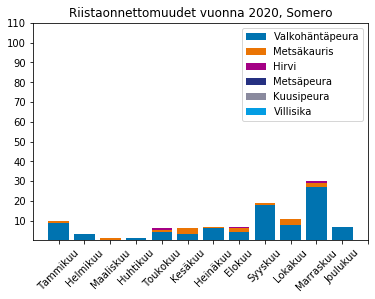 Riistaonnettomuudet vuonna 2020, Somero
110
100
90
80
70
60
50
40
30
20
10
Valkohäntäpeura
Metsäkauris
Hirvi
Metsäpeura
Kuusipeura
Villisika
Tammikuu
Helmikuu
Maaliskuu
Huhtikuu
Toukokuu
Kesäkuu
Heinäkuu
Elokuu
Syyskuu
Lokakuu
Marraskuu
Joulukuu